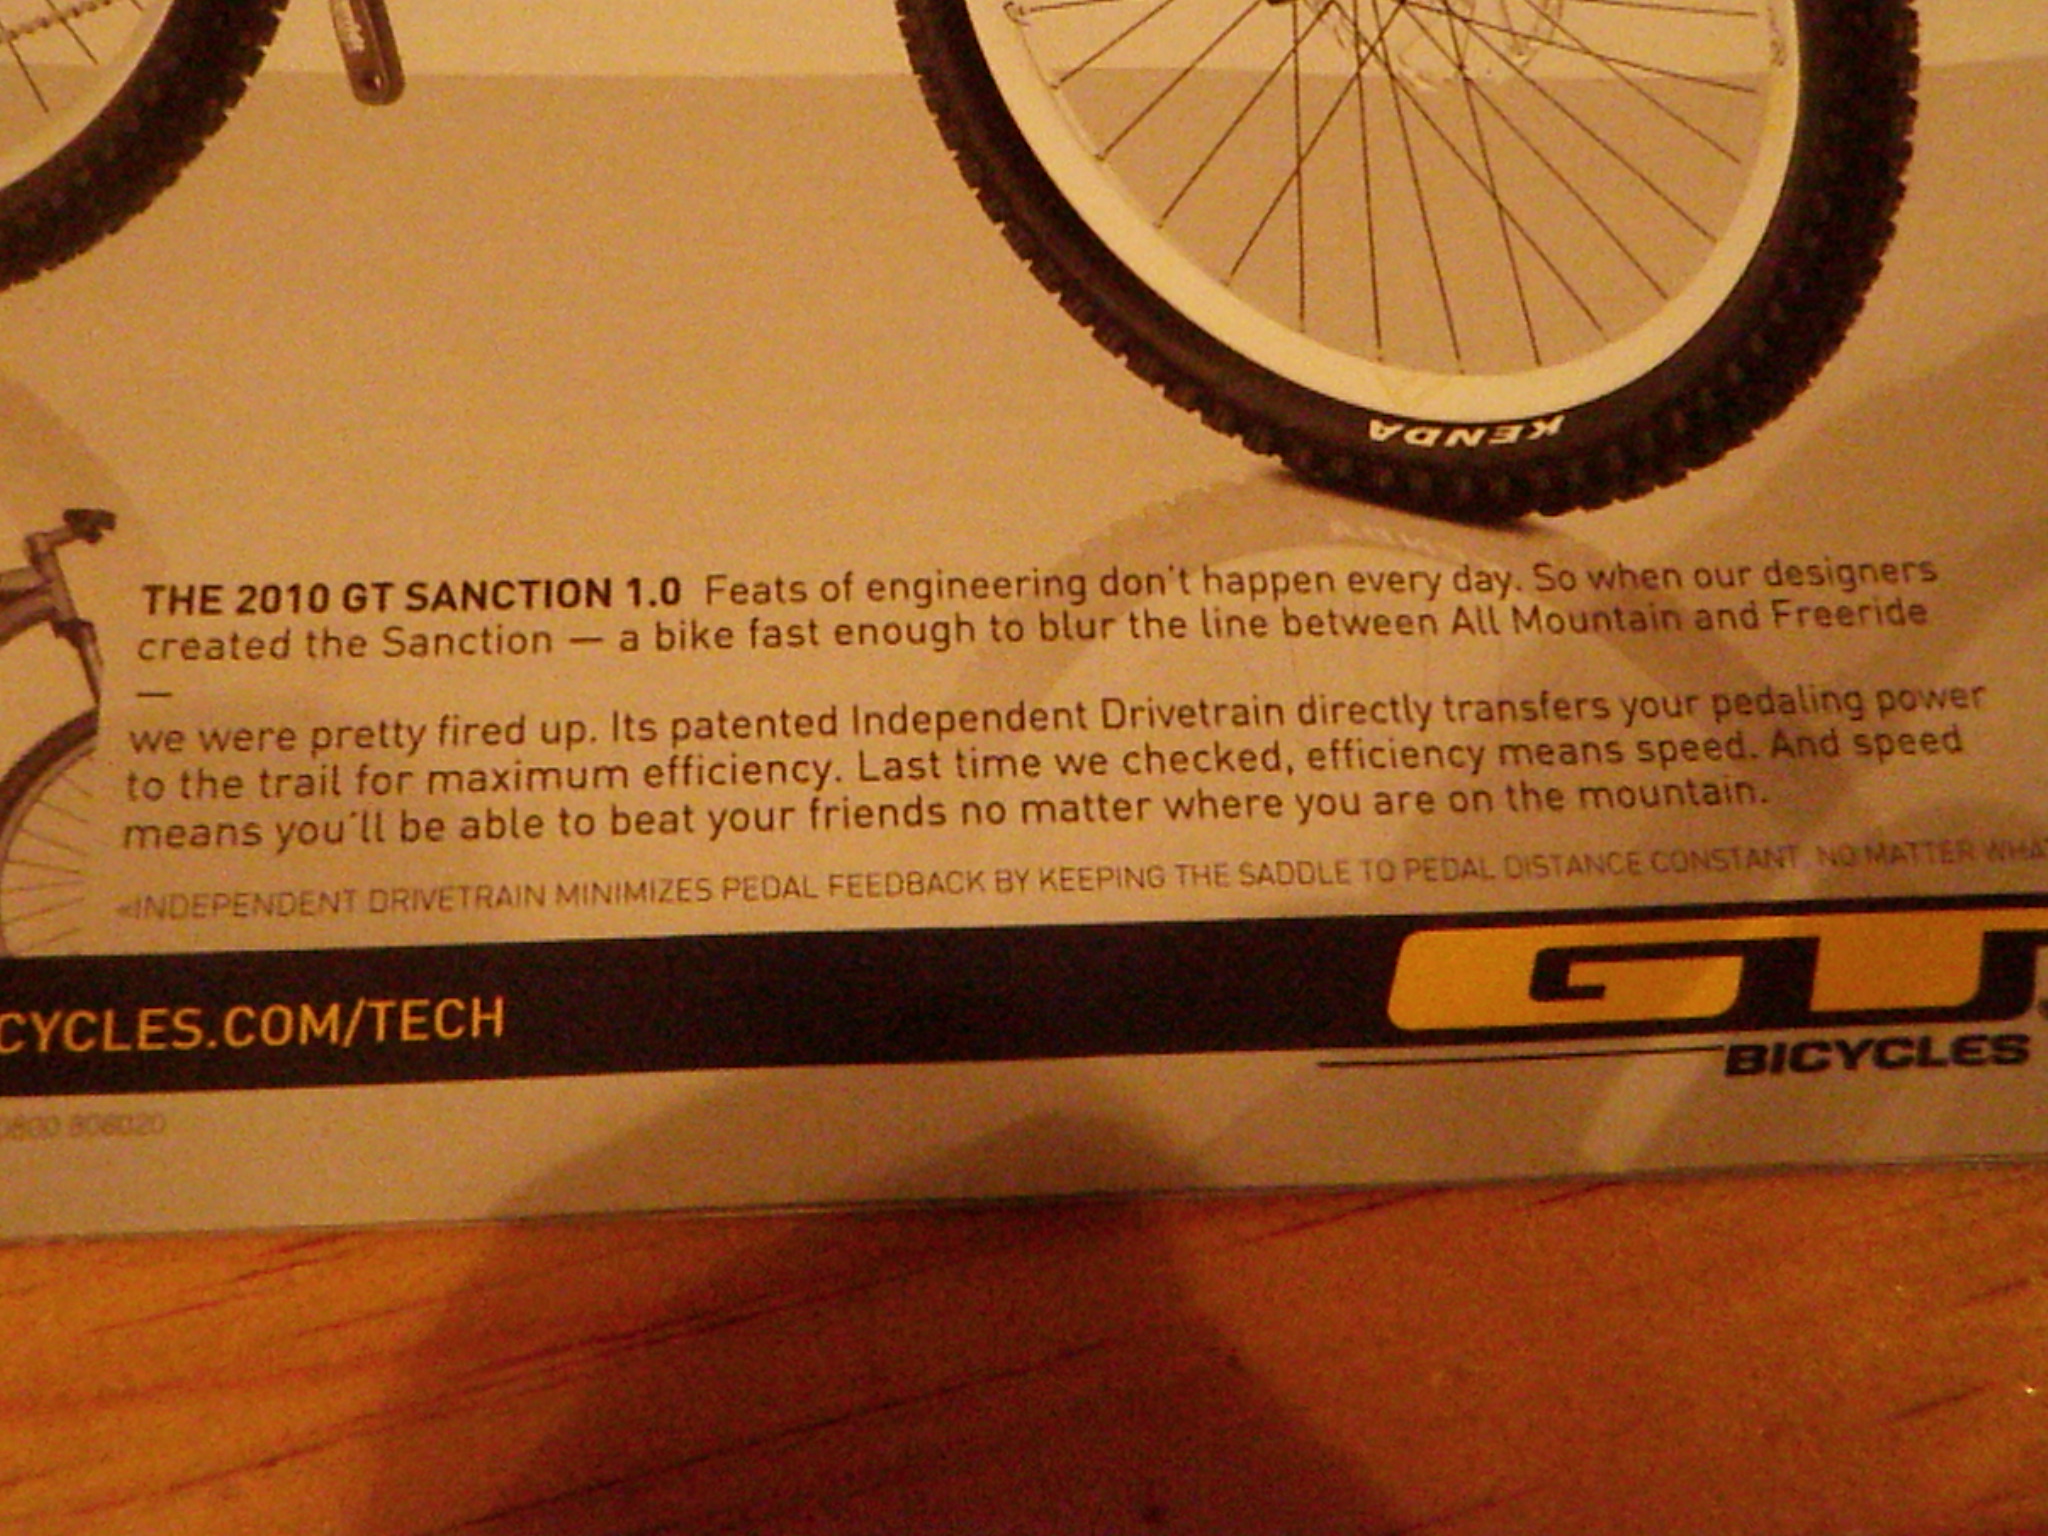 KENDA
THE 2010 GT SANCTION 1.0 Feats of engineering don't happen every day. So when our designers
created the Sanction — a bike fast enough to blur the line between All Mountain and Freeride
—
we were pretty fired up. Its patented Independent Drivetrain directly transfers your pedaling power
to the trail for maximum efficiency. Last time we checked, efficiency means speed. And speed
means you'll be able to beat your friends no matter where you are on the mountain.
«INDEPENDENT DRIVETRAIN MINIMIZES PEDAL FEEDBACK BY KEEPING THE SADDLE TO PEDAL DISTANCE CONSTANT, NO MATTER WHAT
CYCLES.COM/TECH
GT
BICYCLES
0800 808020